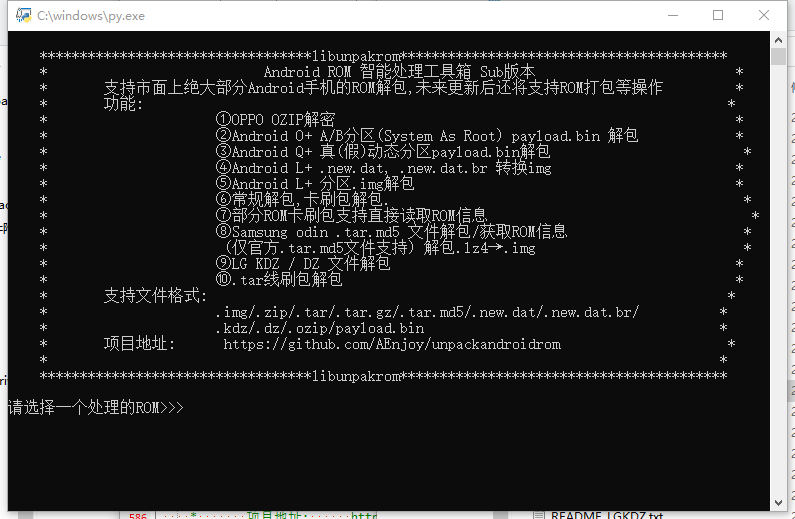 C:\windows\py.exe
**********************************libunpakrom*****************************************
* Android ROM 智能处理工具箱 Sub版本 *
* 支持市面上绝大部分Android手机的ROM解包,未来更新后还将支持ROM打包等操作 *
* 功能: *
* ①OPPO OZIP解密 *
* ②Android O+ A/B分区(System As Root) payload.bin 解包 *
* ③Android Q+ 真(假)动态分区payload.bin解包 *
* ④Android L+ .new.dat, .new.dat.br 转换img *
* ⑤Android L+ 分区.img解包 *
* ⑥常规解包,卡刷包解包. *
* ⑦部分ROM卡刷包支持直接读取ROM信息 *
* ⑧Samsung odin .tar.md5 文件解包/获取ROM信息 *
* (仅官方.tar.md5文件支持) 解包.lz4→.img *
* ⑨LG KDZ / DZ 文件解包 *
* ⑩.tar线刷包解包 *
* 支持文件格式: *
* .img/.zip/.tar/.tar.gz/.tar.md5/.new.dat/.new.dat.br/ *
* .kdz/.dz/.ozip/payload.bin *
* 项目地址: https://github.com/AEnjoy/unpackandroidrom *
* *
**********************************libunpakrom*****************************************
请选择一个处理的ROM>>>
586 * 项目地址: http
README_LGKDZ.txt